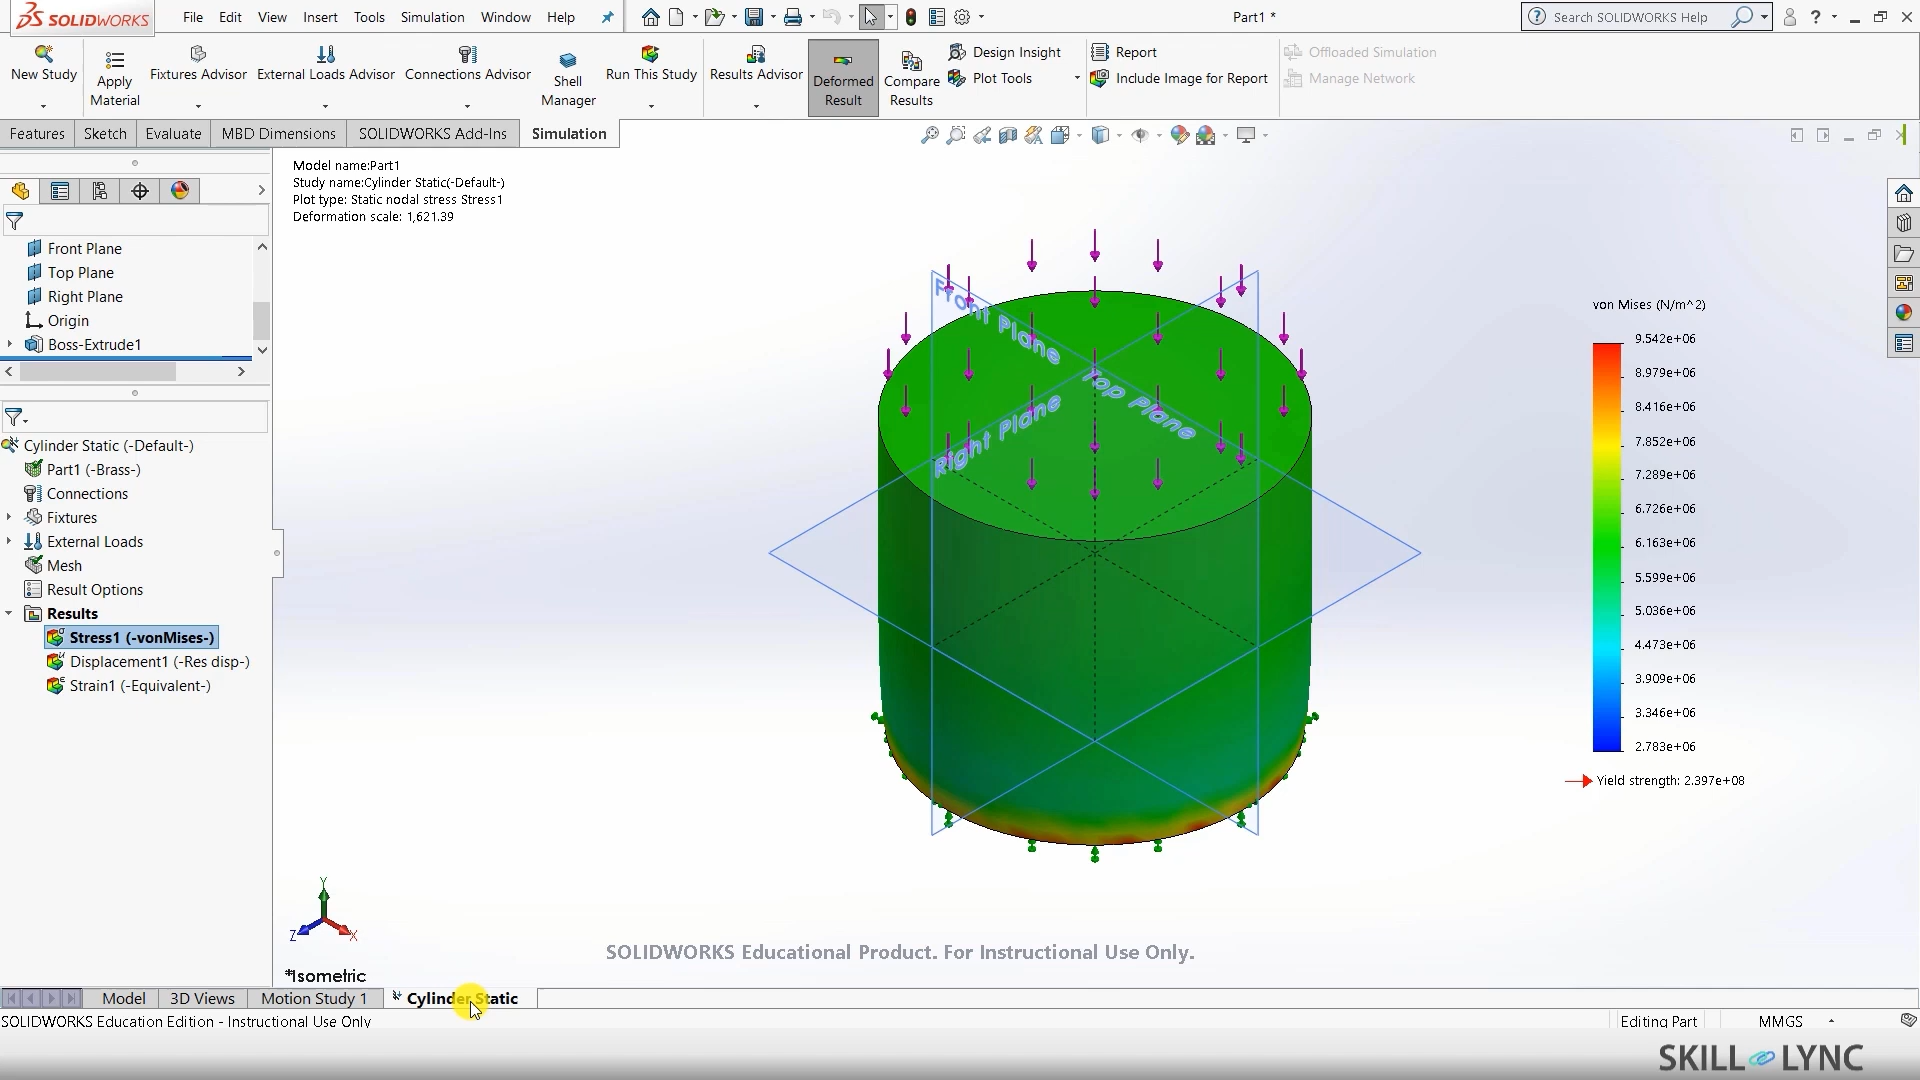 SOLIDWORKS
File Edit View Insert Tools Simulation Window Help
Part1 *
Search SOLIDWORKS Help
New Study
Apply Material
Fixtures Advisor
External Loads Advisor
Connections Advisor
Shell Manager
Run This Study
Results Advisor
Deformed Result
Compare Results
Design Insight
Plot Tools
Report
Include Image for Report
Offloaded Simulation
Manage Network
Features Sketch Evaluate MBD Dimensions SOLIDWORKS Add-Ins Simulation
Front Plane
Top Plane
Right Plane
Origin
Boss-Extrude1
Cylinder Static (-Default-)
Part1 (-Brass-)
Connections
Fixtures
External Loads
Mesh
Result Options
Results
Stress1 (-vonMises-)
Displacement1 (-Res disp-)
Strain1 (-Equivalent-)
Model name:Part1
Study name:Cylinder Static(-Default-)
Plot type: Static nodal stress Stress1
Deformation scale: 1,621.39
Front Plane
Top Plane
Right Plane
von Mises (N/m^2)
9.542e+06
8.979e+06
8.416e+06
7.852e+06
7.289e+06
6.726e+06
6.163e+06
5.599e+06
5.036e+06
4.473e+06
3.909e+06
3.346e+06
2.783e+06
Yield strength: 2.397e+08
Y
Z
X
SOLIDWORKS Educational Product. For Instructional Use Only.
*Isometric
Model 3D Views Motion Study 1 Cylinder Static
SOLIDWORKS Education Edition - Instructional Use Only
Editing Part MMGS
SKILL LYNC